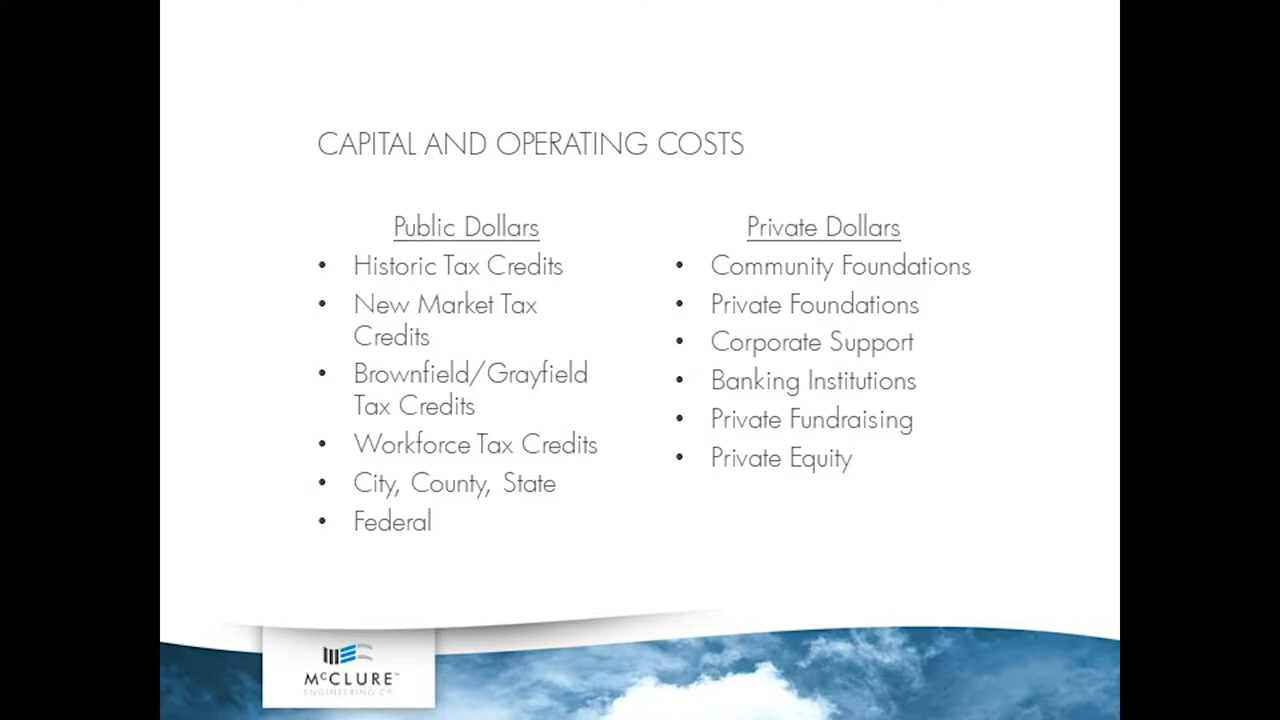 CAPITAL AND OPERATING COSTS
Public Dollars
• Historic Tax Credits
• New Market Tax
Credits
• Brownfield/Grayfield
Tax Credits
• Workforce Tax Credits
• City, County, State
• Federal
Private Dollars
• Community Foundations
• Private Foundations
• Corporate Support
• Banking Institutions
• Private Fundraising
• Private Equity
McCLURE™
ENGINEERING CO